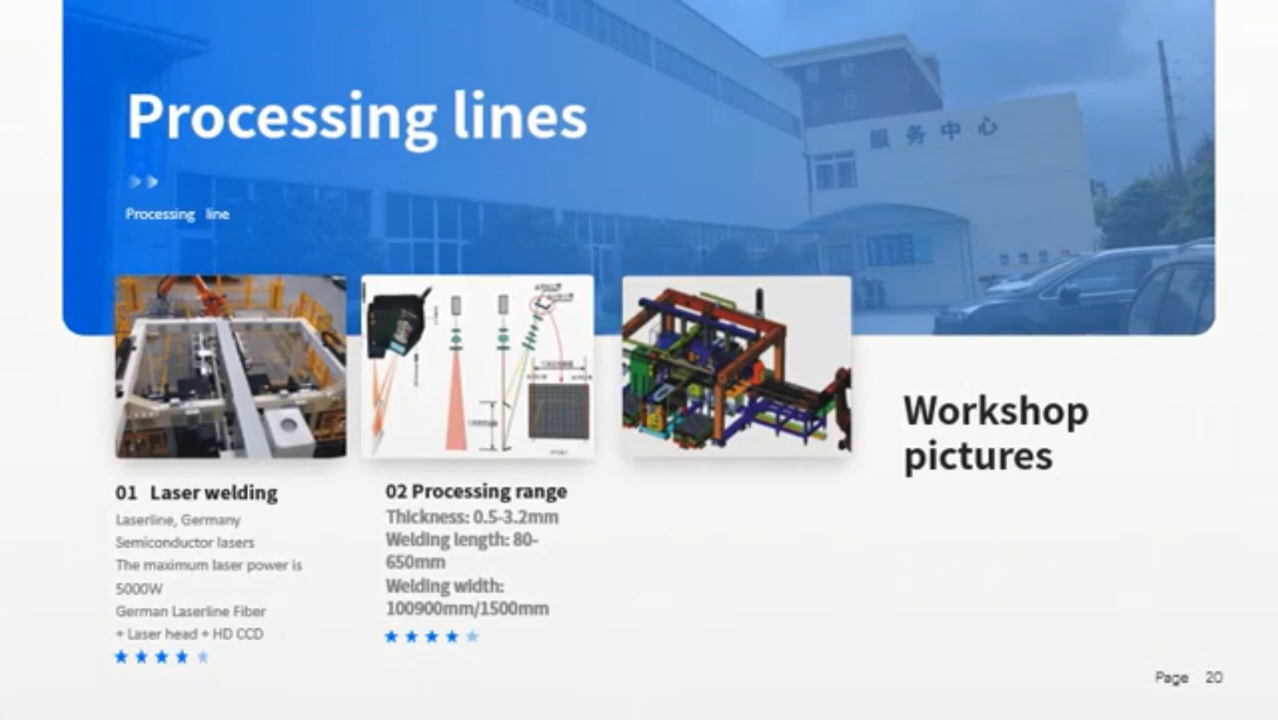 Processing lines
服务中心
Processing line
01 Laser welding
Laserline, Germany
Semiconductor lasers
The maximum laser power is
5000W
German Laserline Fiber
+ Laser head + HD CCD
02 Processing range
Thickness: 0.5-3.2mm
Welding length: 80-
650mm
Welding width:
100900mm/1500mm
Workshop
pictures
Page 20